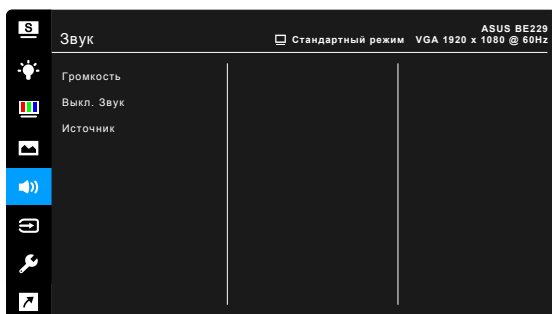 S
ASUS BE229
Звук
Стандартный режим VGA 1920 x 1080 @ 60Hz
Громкость
Выкл. Звук
Источник